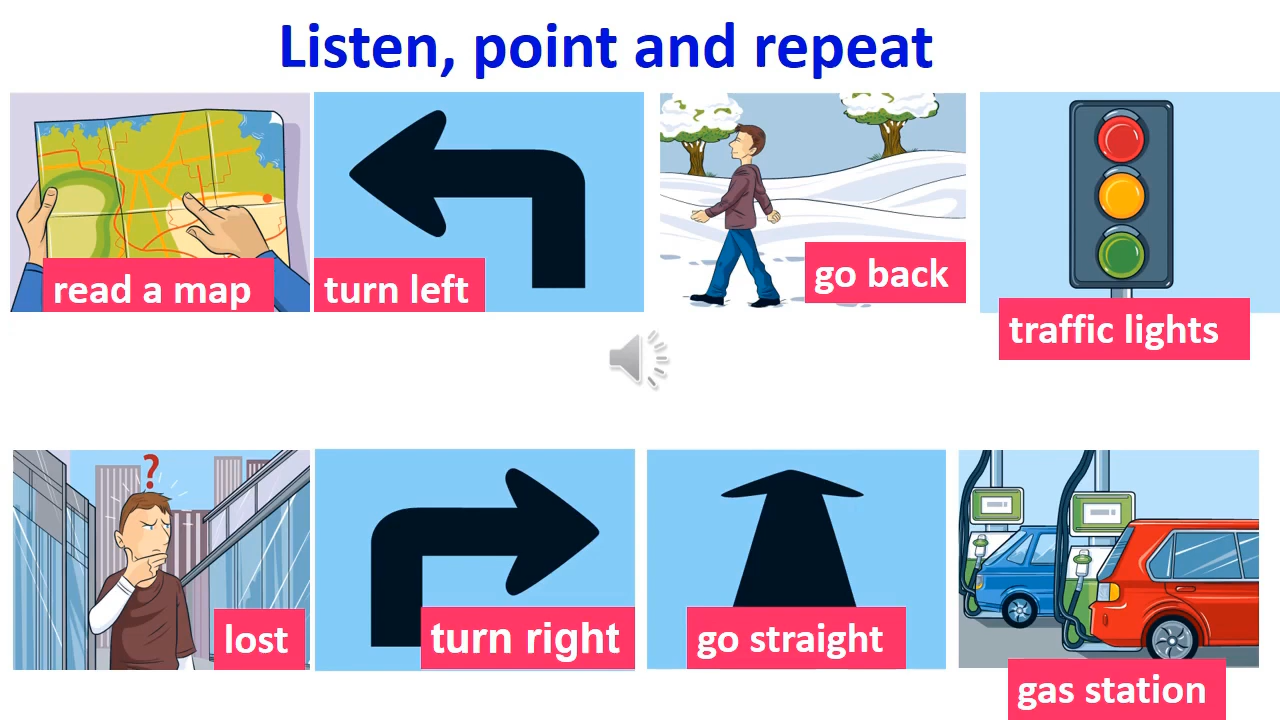 Listen, point and repeat
read a map
turn left
go back
traffic lights
?
lost
turn right
go straight
gas station